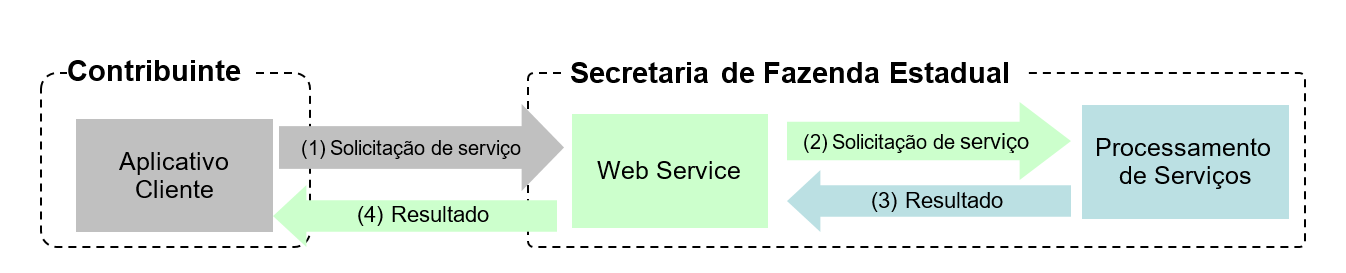 Contribuinte
Secretaria de Fazenda Estadual
Aplicativo
Cliente
(1) Solicitação de serviço
(4) Resultado
Web Service
(2) Solicitação de serviço
(3) Resultado
Processamento
de Serviços